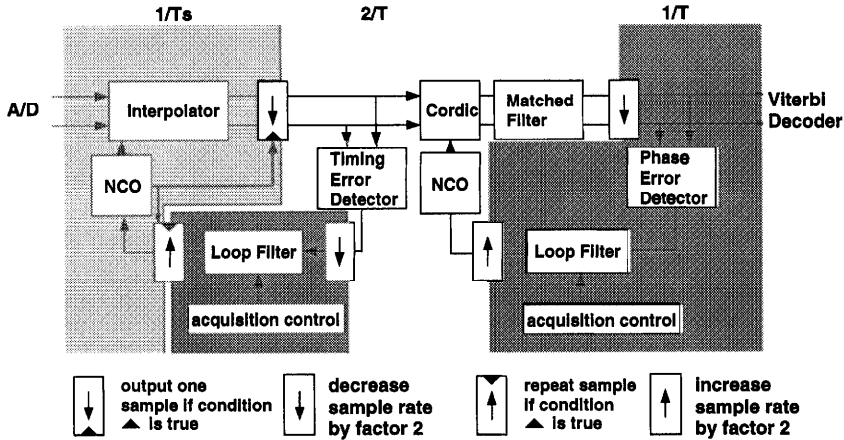 1/Ts
2/T
1/T
A/D
Interpolator
Cordic
Matched
Filter
Viterbi
Decoder
NCO
Timing
Error
Detector
NCO
Phase
Error
Detector
Loop Filter
Loop Filter
acquisition control
acquisition control
output one
sample if condition
is true
decrease
sample rate
by factor 2
repeat sample
if condition
is true
increase
sample rate
by factor 2